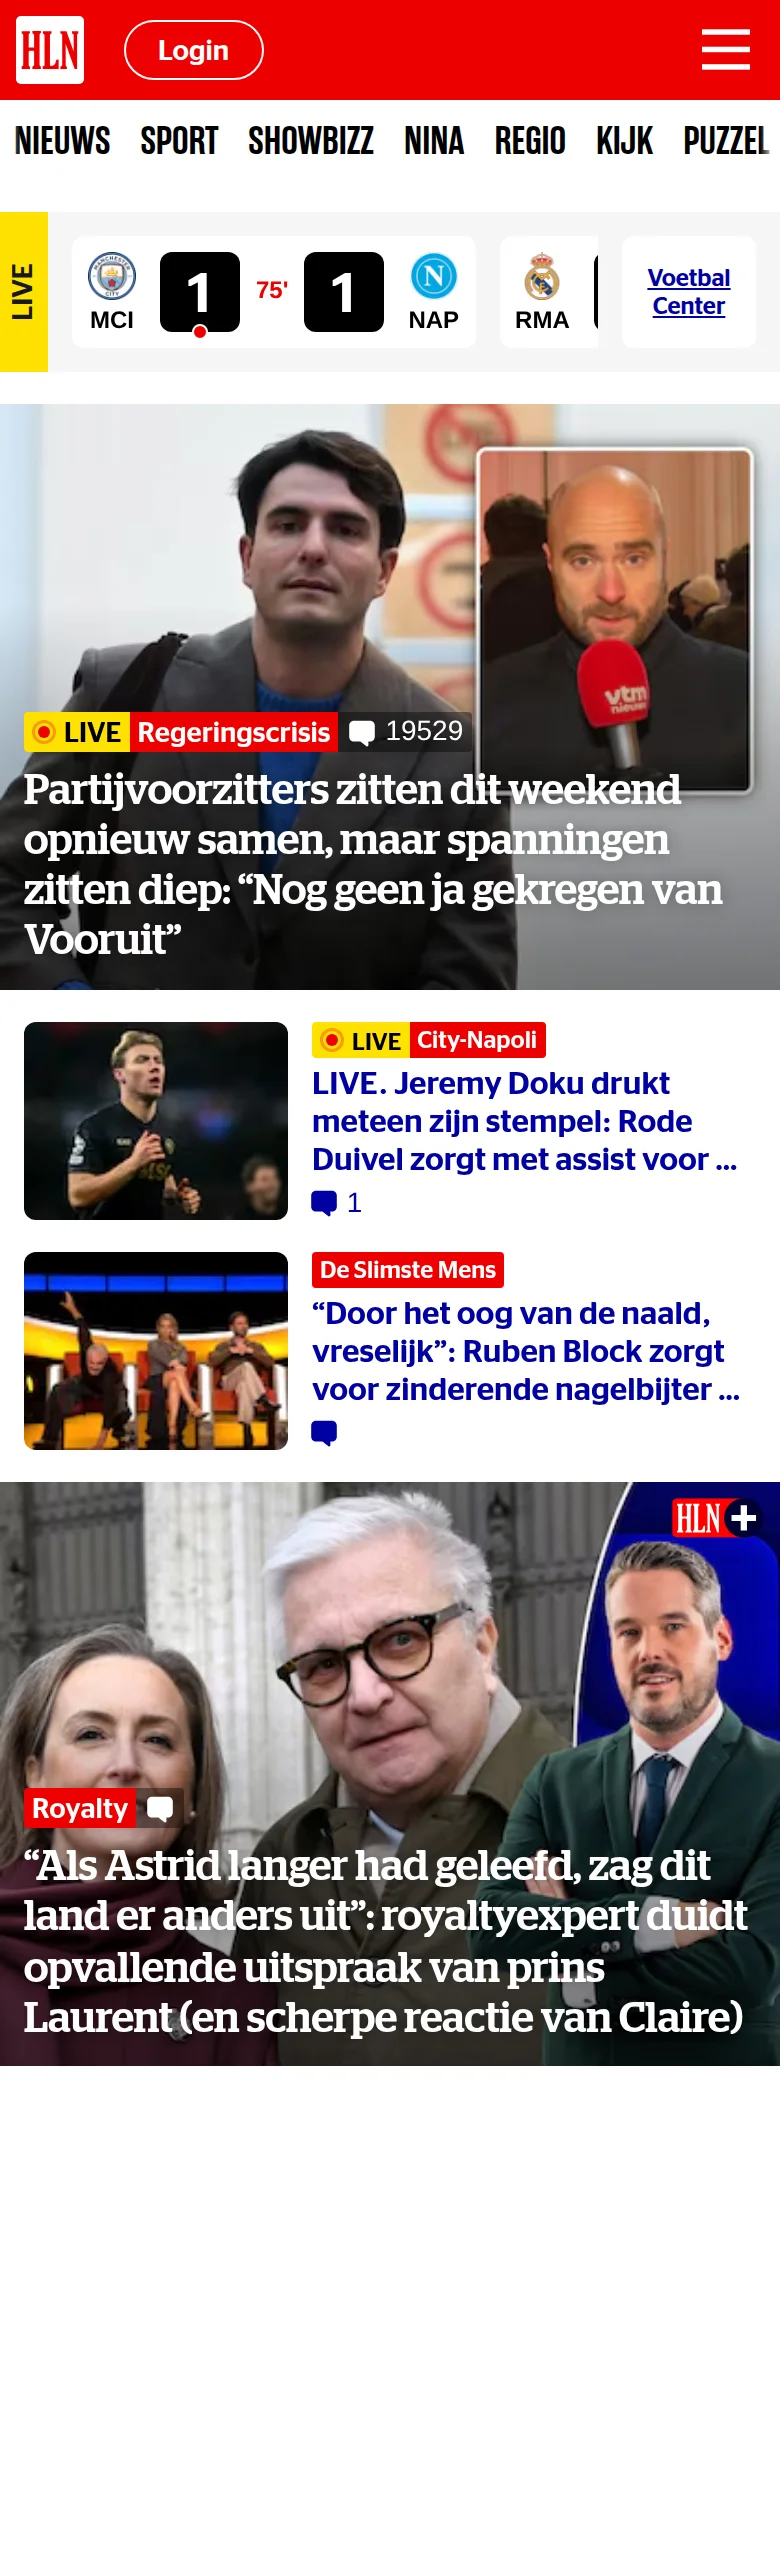 HLN
Login
NIEUWS SPORT SHOWBIZZ NINA REGIO KIJK PUZZEL
LIVE
MCI
1
75'
1
NAP
RMA
Voetbal
Center
vtm
nieuws
LIVE Regeringscrisis 19529
Partijvoorzitters zitten dit weekend
opnieuw samen, maar spanningen
zitten diep: “Nog geen ja gekregen van
Vooruit”
LIVE City-Napoli
LIVE. Jeremy Doku drukt
meteen zijn stempel: Rode
Duivel zorgt met assist voor ...
1
De Slimste Mens
“Door het oog van de naald,
vreselijk”: Ruben Block zorgt
voor zinderende nagelbijter ...
HLN+
Royalty
“Als Astrid langer had geleefd, zag dit
land er anders uit”: royaltyexpert duidt
opvallende uitspraak van prins
Laurent (en scherpe reactie van Claire)